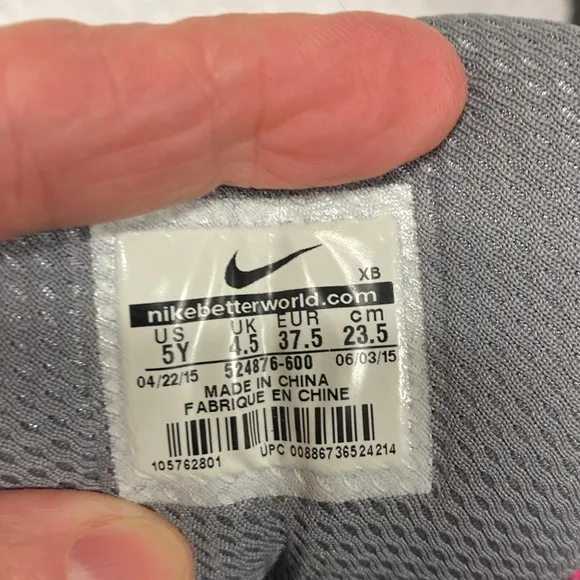 XB
nikebetterworld.com
US UK EUR cm
5Y 4.5 37.5 23.5
04/22/15 524876-600 06/03/15
MADE IN CHINA
FABRIQUE EN CHINE
105762801 UPC 00886736524214